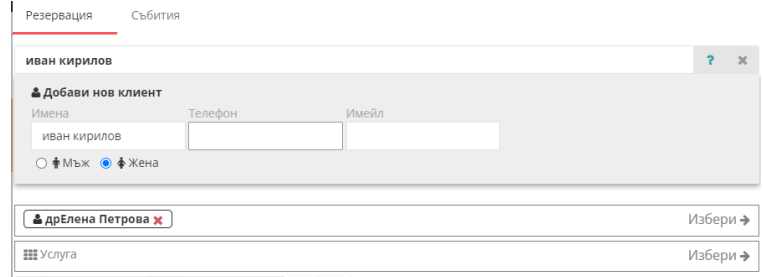 Резервация Събития
иван кирилов ?
Добави нов клиент
Имена Телефон Имейл
иван кирилов
Мъж Жена
дрЕлена Петрова Избери
Услуга Избери